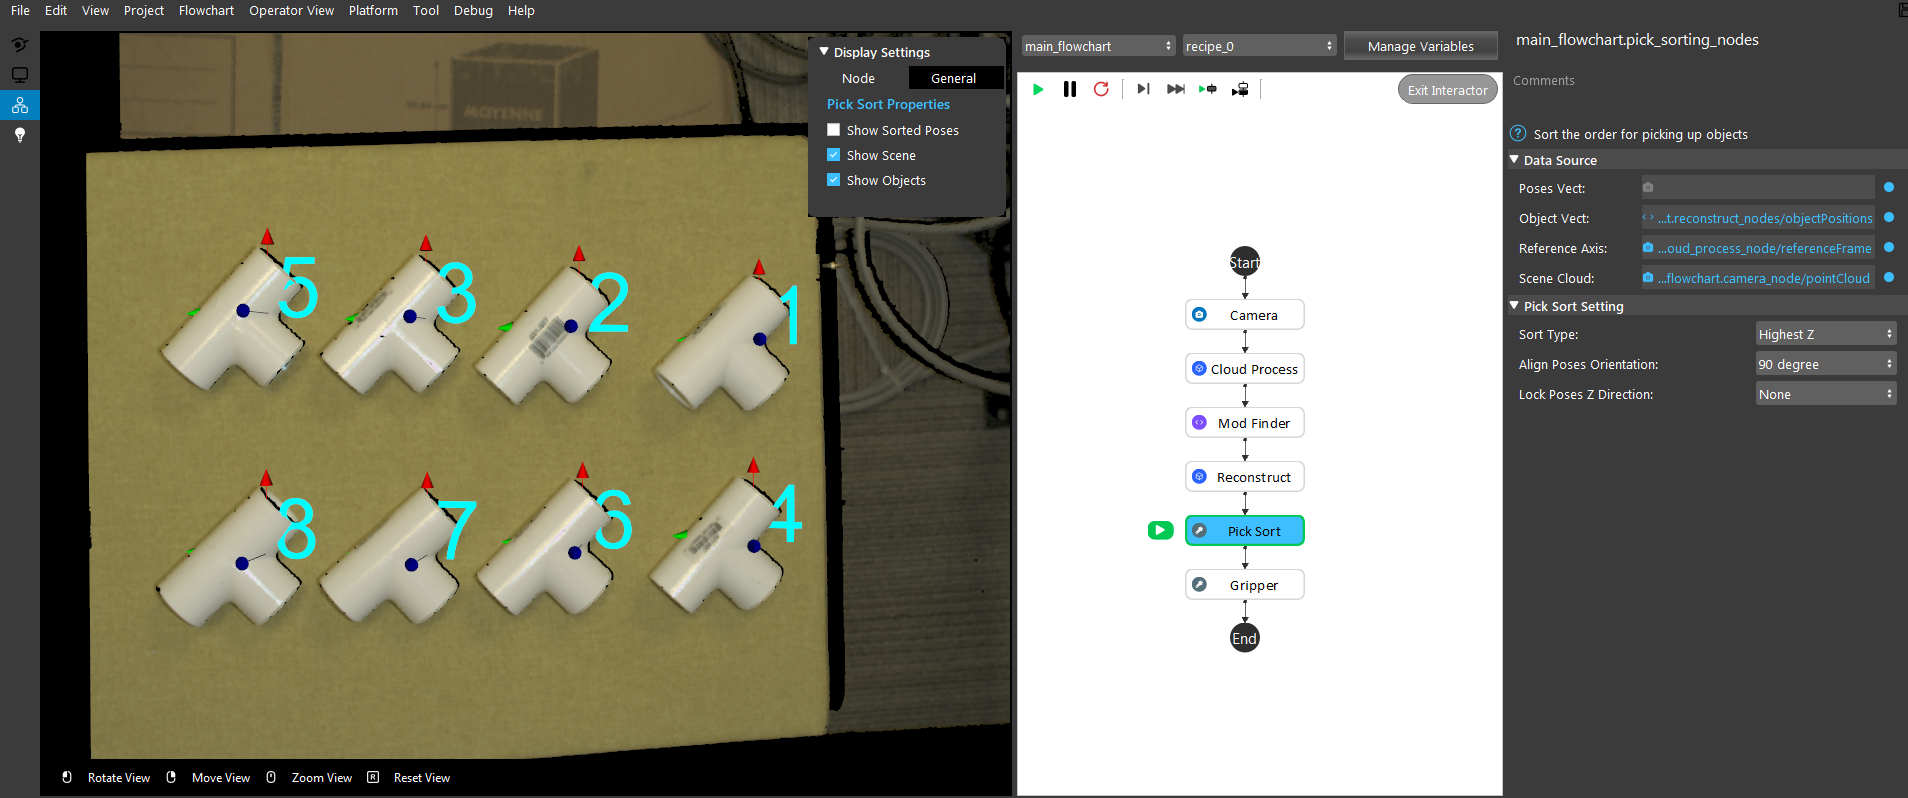 File Edit View Project Flowchart Operator View Platform Tool Debug Help
MOYENNE
Display Settings
Node General
Pick Sort Properties
Show Sorted Poses
Show Scene
Show Objects
5 3 2 1
8 7 6 4
Rotate View Move View Zoom View R Reset View
main_flowchart recipe_0 Manage Variables
Exit Interactor
Start
Camera
Cloud Process
Mod Finder
Reconstruct
Pick Sort
Gripper
End
main_flowchart.pick_sorting_nodes
Comments
? Sort the order for picking up objects
Data Source
Poses Vect:
Object Vect: ...t.reconstruct_nodes/objectPositions
Reference Axis: ...oud_process_node/referenceFrame
Scene Cloud: ...flowchart.camera_node/pointCloud
Pick Sort Setting
Sort Type: Highest Z
Align Poses Orientation: 90 degree
Lock Poses Z Direction: None